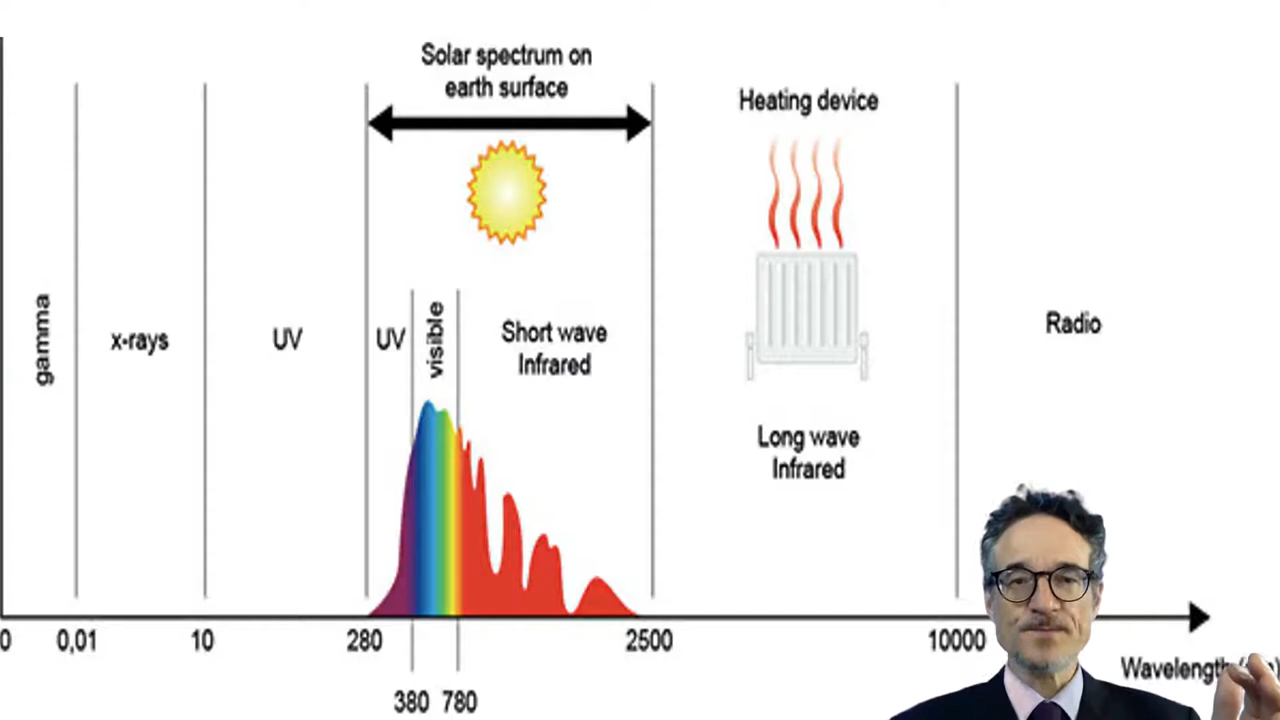 Solar spectrum on
earth surface
Heating device
gamma
x-rays
UV
UV
visible
Short wave
Infrared
Radio
Long wave
Infrared
0
0,01
10
280
2500
10000
Wavelength
380
780